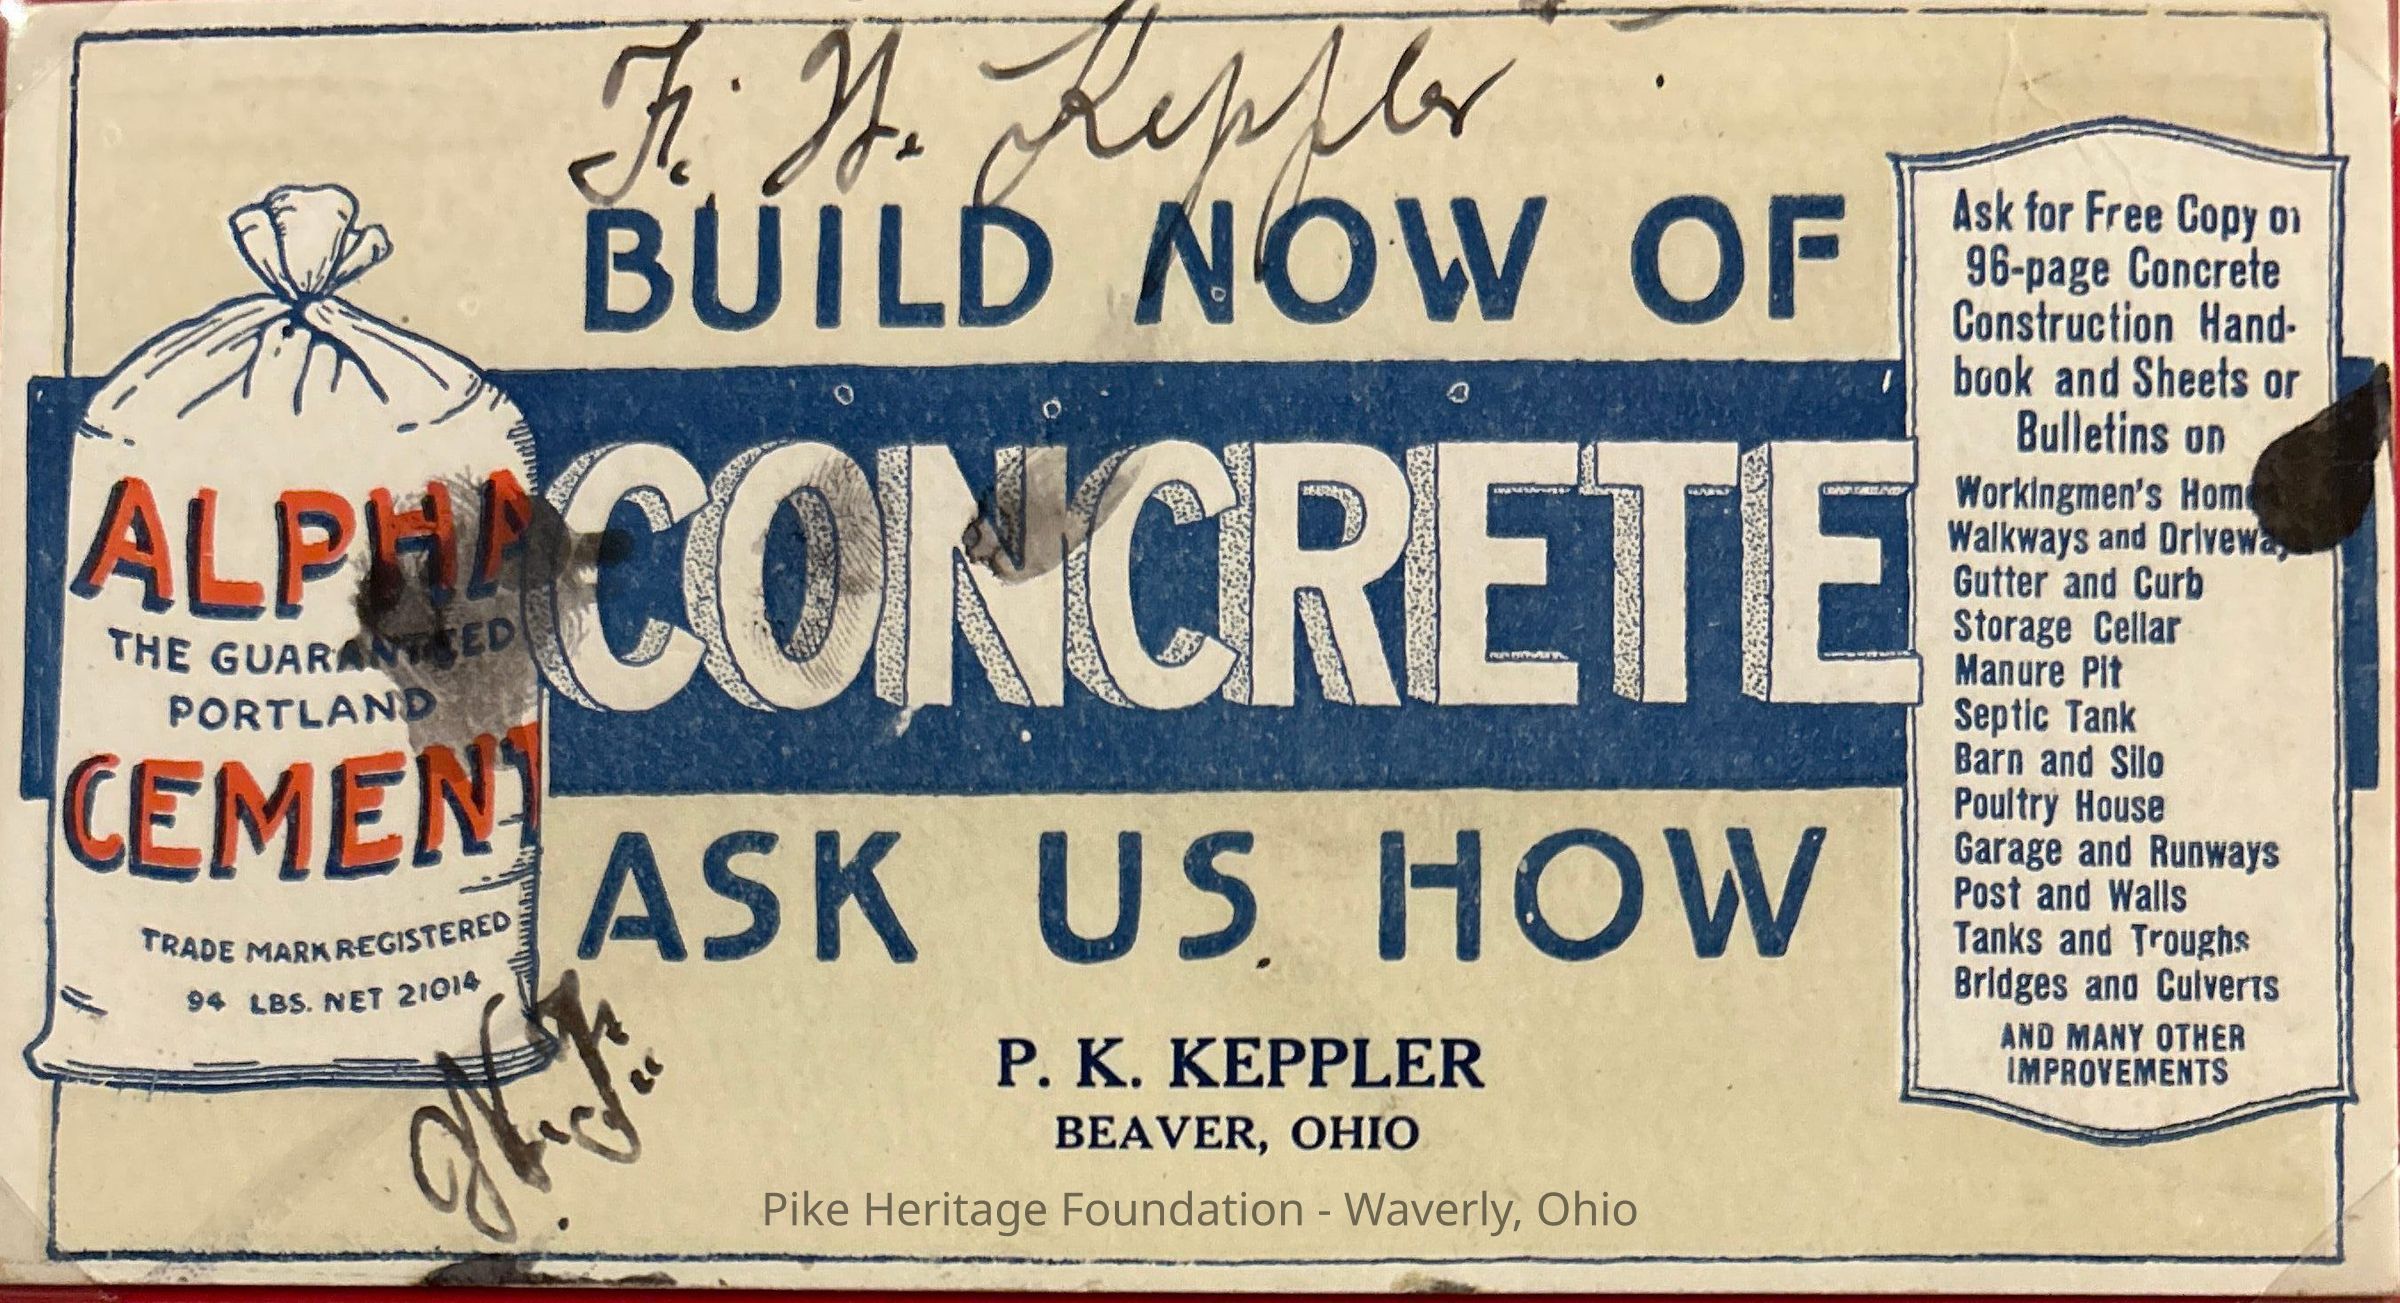 F. W. Keppler
BUILD NOW OF
CONCRETE
ASK US HOW
P. K. KEPPLER
BEAVER, OHIO
ALPHA
THE GUARANTEED
PORTLAND
CEMENT
TRADE MARK REGISTERED
94 LBS. NET 21014
Ask for Free Copy of
96-page Concrete
Construction Hand-
book and Sheets or
Bulletins on
Workingmen's Home
Walkways and Driveways
Gutter and Curb
Storage Cellar
Manure Pit
Septic Tank
Barn and Silo
Poultry House
Garage and Runways
Post and Walls
Tanks and Troughs
Bridges and Culverts
AND MANY OTHER
IMPROVEMENTS
Pike Heritage Foundation - Waverly, Ohio